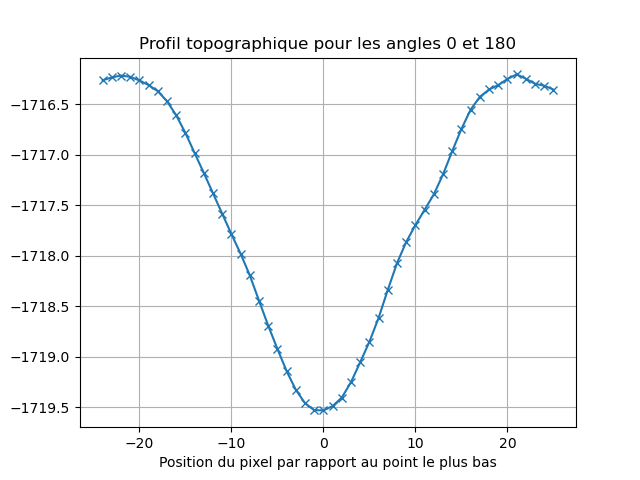 Profil topographique pour les angles 0 et 180
−1716.5
−1717.0
−1717.5
−1718.0
−1718.5
−1719.0
−1719.5
−20 −10 0 10 20
Position du pixel par rapport au point le plus bas